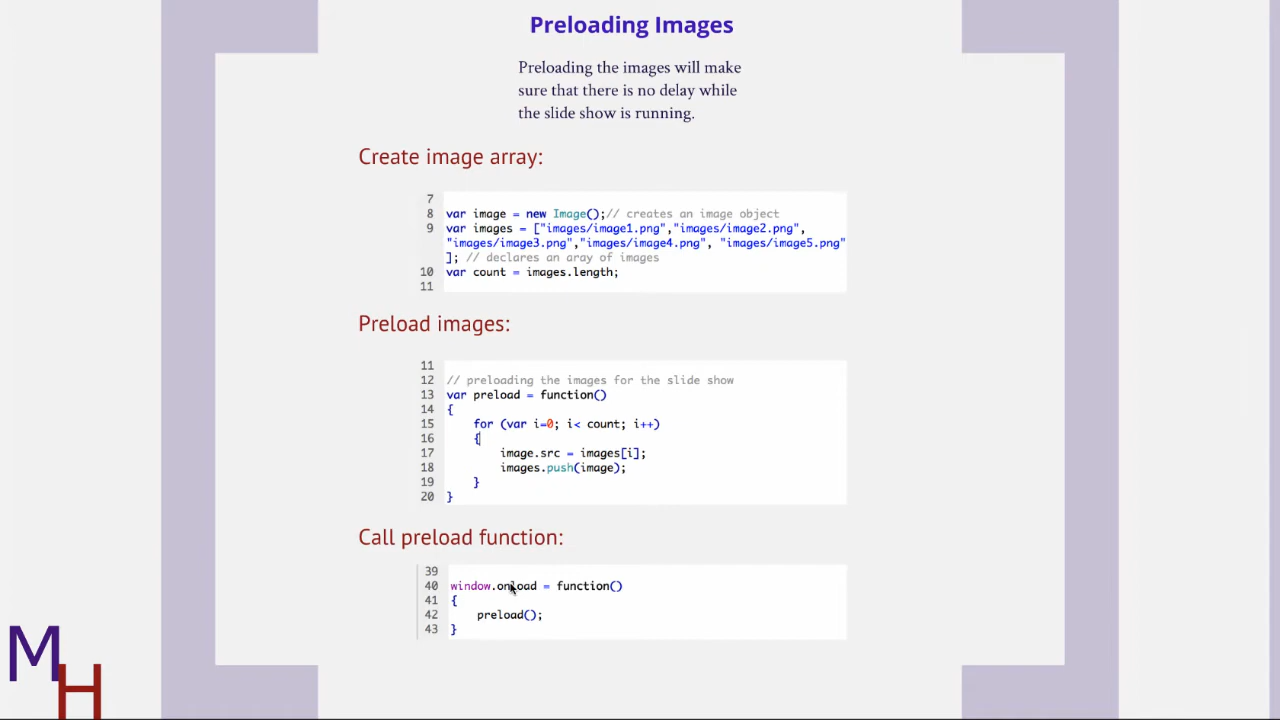 Preloading Images
Preloading the images will make
sure that there is no delay while
the slide show is running.
Create image array:
7
8 var image = new Image();// creates an image object
9 var images = ["images/image1.png","images/image2.png",
"images/image3.png","images/image4.png", "images/image5.png"
]; // declares an aray of images
10 var count = images.length;
11
Preload images:
11
12 // preloading the images for the slide show
13 var preload = function()
14 {
15 for (var i=0; i< count; i++)
16 {
17 image.src = images[i];
18 images.push(image);
19 }
20 }
Call preload function:
39
40 window.onload = function()
41 {
42 preload();
43 }
MH